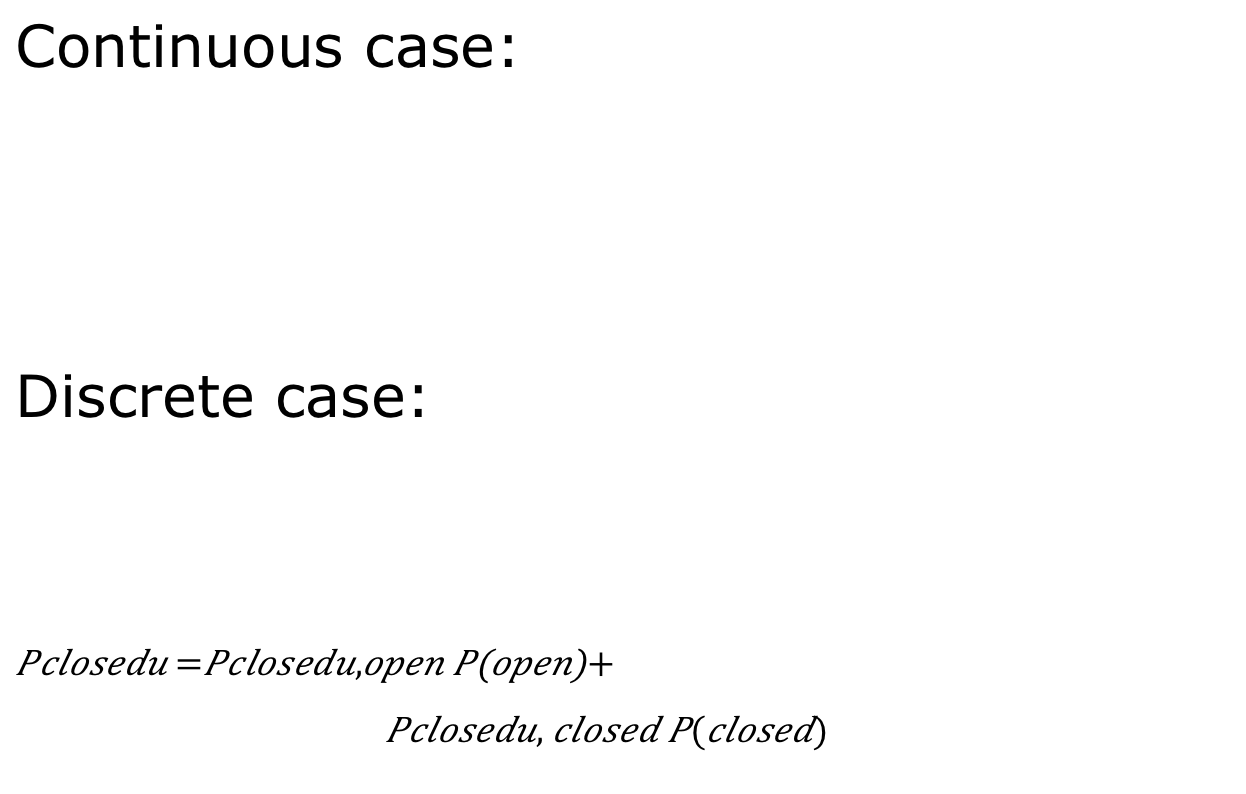 Continuous case:
Discrete case:
Pclosedu =Pclosedu,open P(open)+
Pclosedu, closed P(closed)